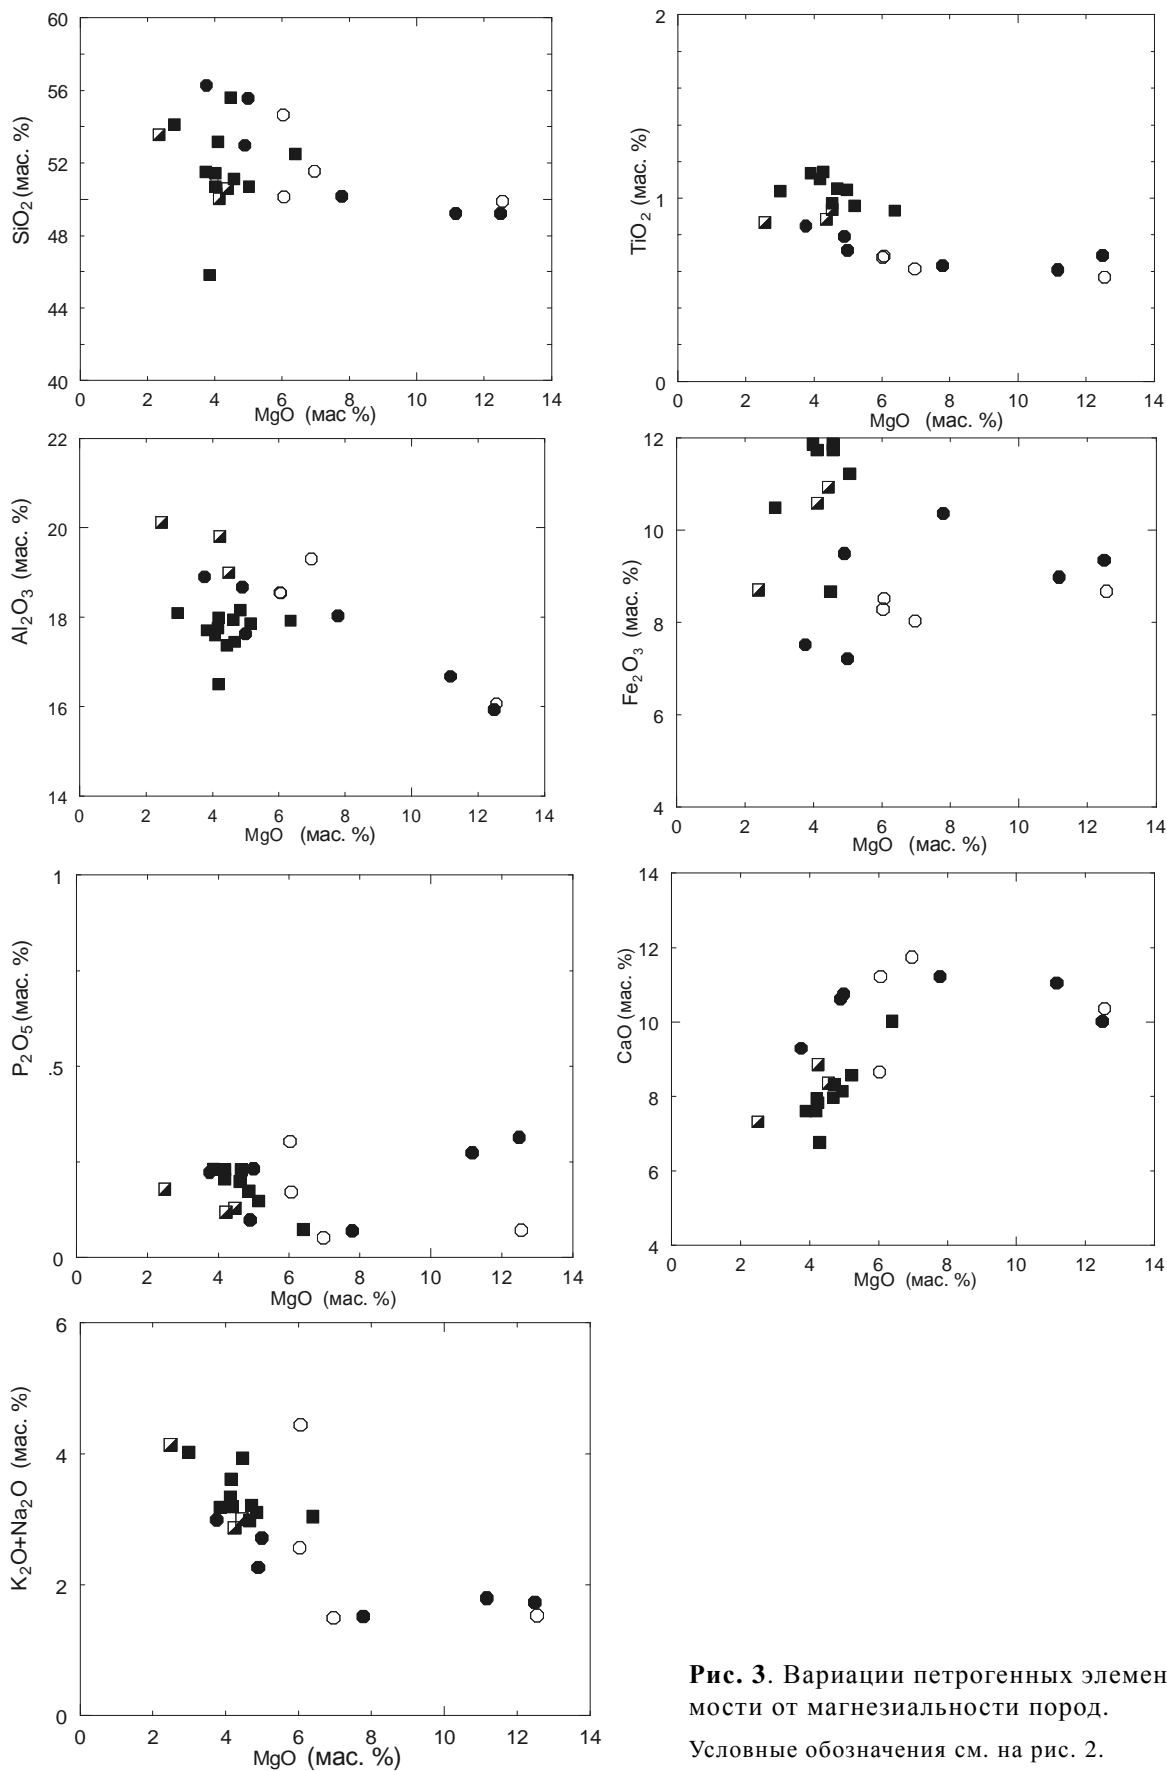 60
56
52
48
44
40
SiO₂ (мас. %)
0 2 4 6 8 10 12 14
MgO (мас %)
2
1
0
TiO₂ (мас. %)
0 2 4 6 8 10 12 14
MgO (мас. %)
22
20
18
16
14
Al₂O₃ (мас. %)
0 2 4 6 8 10 12 14
MgO (мас. %)
12
10
8
6
4
Fe₂O₃ (мас. %)
0 2 4 6 8 10 12 14
MgO (мас. %)
1
.5
0
P₂O₅ (мас. %)
0 2 4 6 8 10 12 14
MgO (мас. %)
14
12
10
8
6
4
CaO (мас. %)
0 2 4 6 8 10 12 14
MgO (мас. %)
6
4
2
0
K₂O+Na₂O (мас. %)
0 2 4 6 8 10 12 14
MgO (мас. %)
Рис. 3. Вариации петрогенных элемен
мости от магнезиальности пород.
Условные обозначения см. на рис. 2.